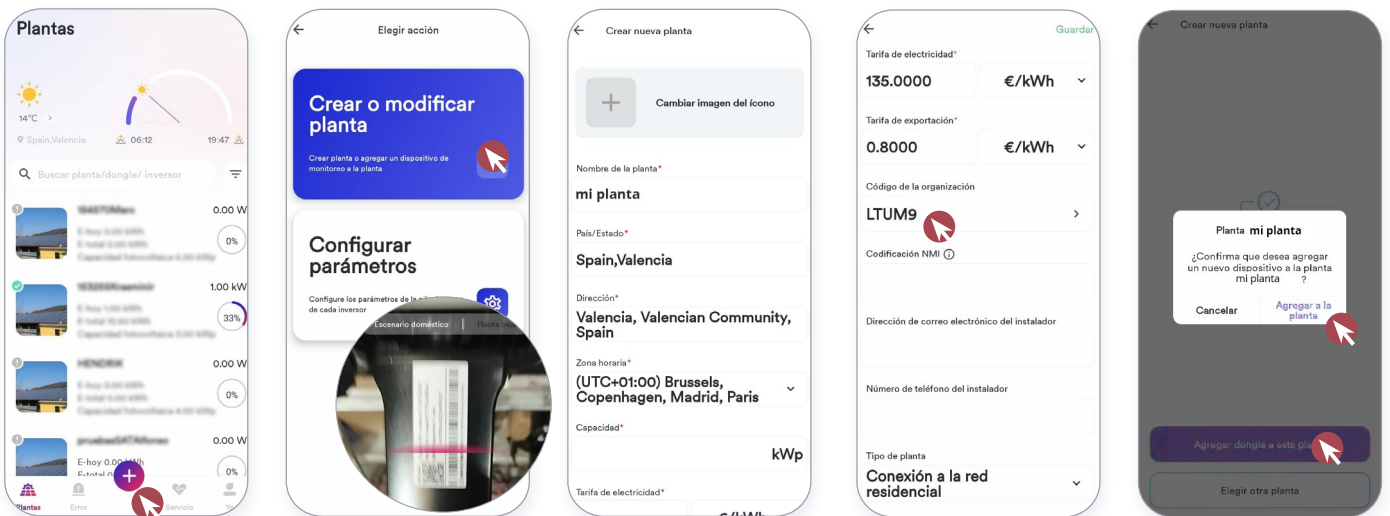 Plantas
14°C >
Spain,Valencia
06:12
19:47
Buscar planta/dongle/ inversor
0.00 W
0%
1.00 kW
33%
HENDRIK
0.00 W
0%
0.00 W
E-hoy 0.00 kWh
0%
Plantas
Error
Servicio
Yo
Elegir acción
Crear o modificar
planta
Crear planta o agregar un dispositivo de
monitoreo a la planta
Configurar
parámetros
Configure los parámetros de la
de cada inversor
Escenario doméstico
Planta
Crear nueva planta
Cambiar imagen del ícono
Nombre de la planta*
mi planta
País/Estado*
Spain,Valencia
Dirección*
Valencia, Valencian Community,
Spain
Zona horaria*
(UTC+01:00) Brussels,
Copenhagen, Madrid, Paris
Capacidad*
kWp
Tarifa de electricidad*
€/kWh
Guardar
Tarifa de electricidad*
135.0000 €/kWh
Tarifa de exportación*
0.8000 €/kWh
Código de la organización
LTUM9
Codificación NMI
Dirección de correo electrónico del instalador
Número de teléfono del instalador
Tipo de planta
Conexión a la red
residencial
Crear nueva planta
Planta mi planta
¿Confirma que desea agregar
un nuevo dispositivo a la planta
mi planta ?
Cancelar
Agregar a la
planta
Agregar dongle a esta
Elegir otra planta